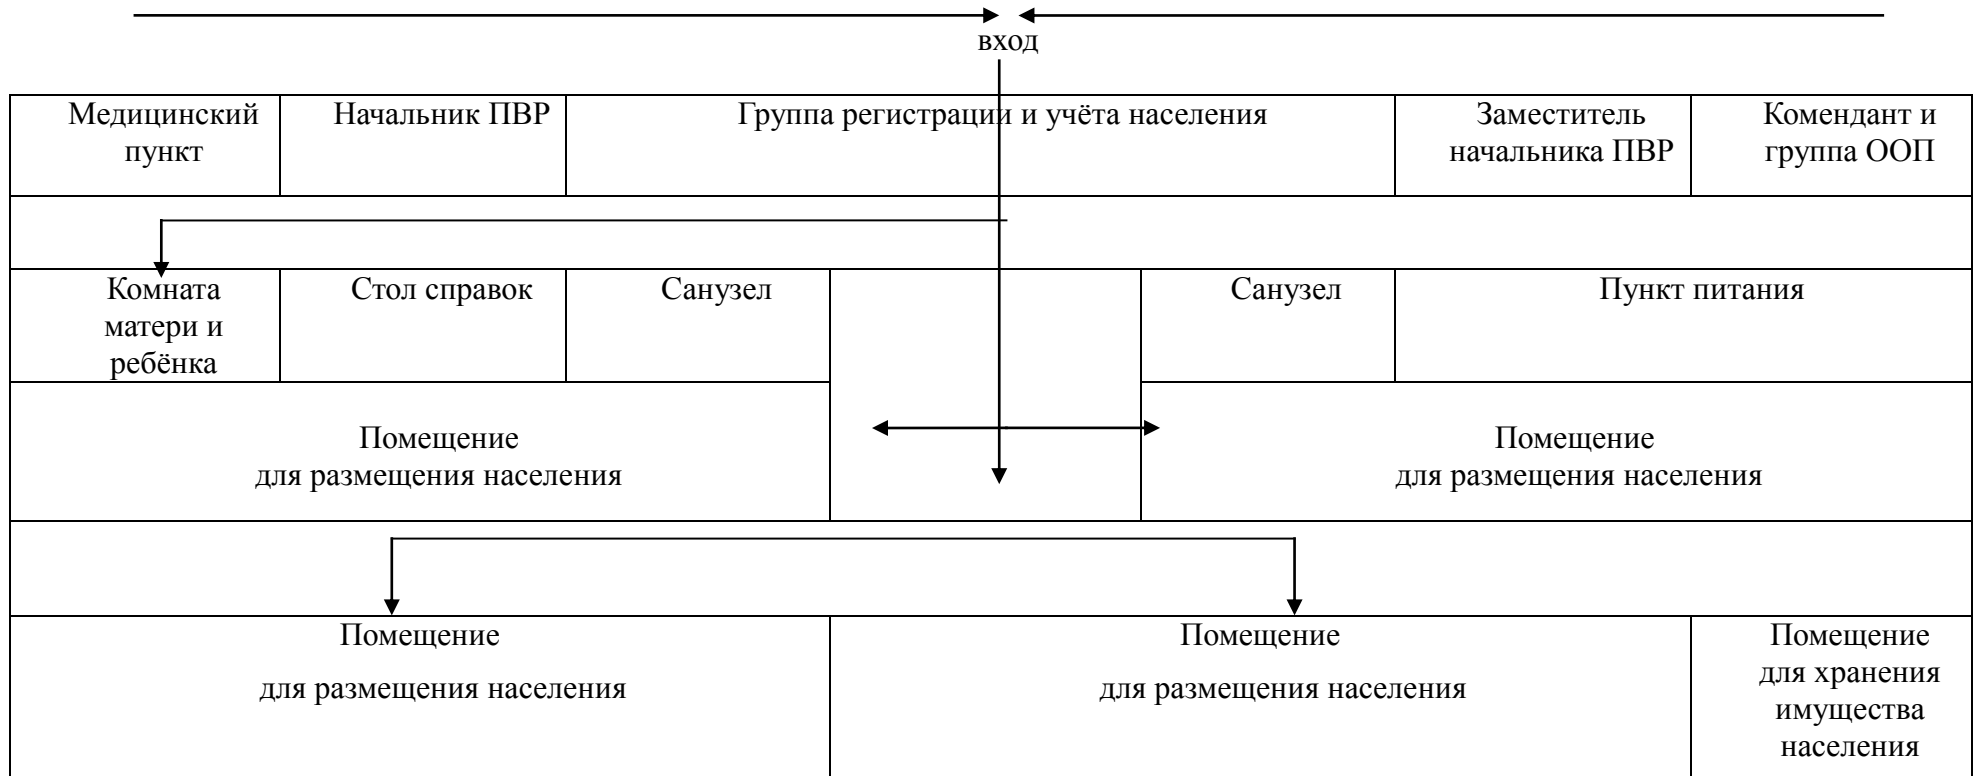 вход
Медицинский
пункт
Начальник ПВР
Группа регистрации и учёта населения
Заместитель
начальника ПВР
Комендант и
группа ООП
Комната
матери и
ребёнка
Стол справок
Санузел
Санузел
Пункт питания
Помещение
для размещения населения
Помещение
для размещения населения
Помещение
для размещения населения
Помещение
для размещения населения
Помещение
для хранения
имущества
населения